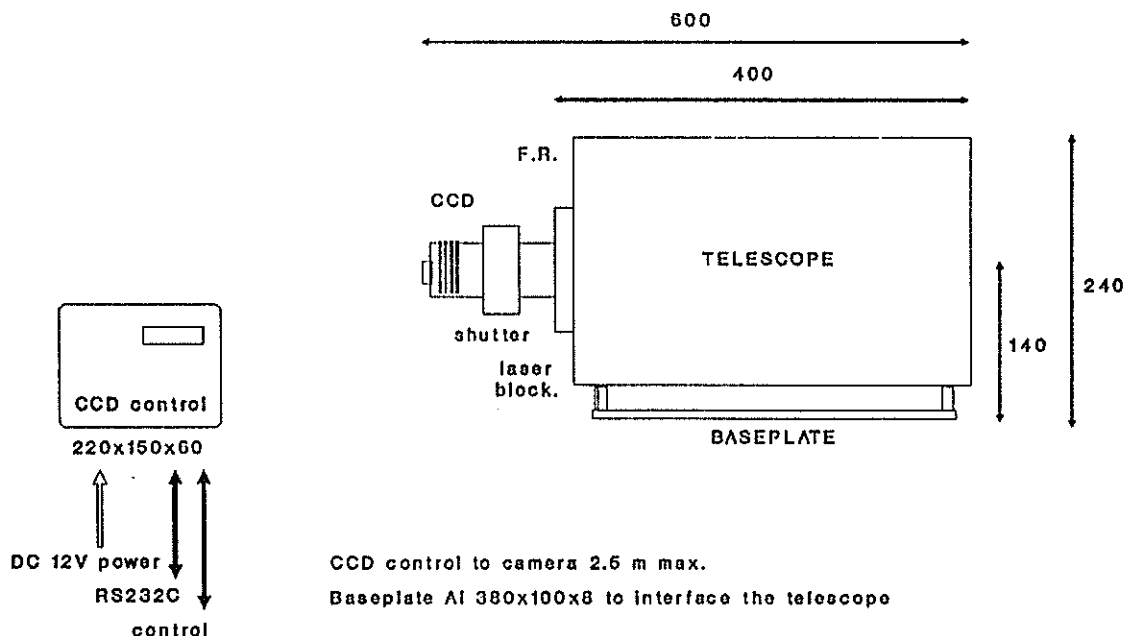 600
400
F.R.
CCD
TELESCOPE
240
shutter
140
laser
block.
CCD control
220x150x60
BASEPLATE
DC 12V power
CCD control to camera 2.5 m max.
RS232C
Baseplate Al 380x100x8 to interface the telescope
control